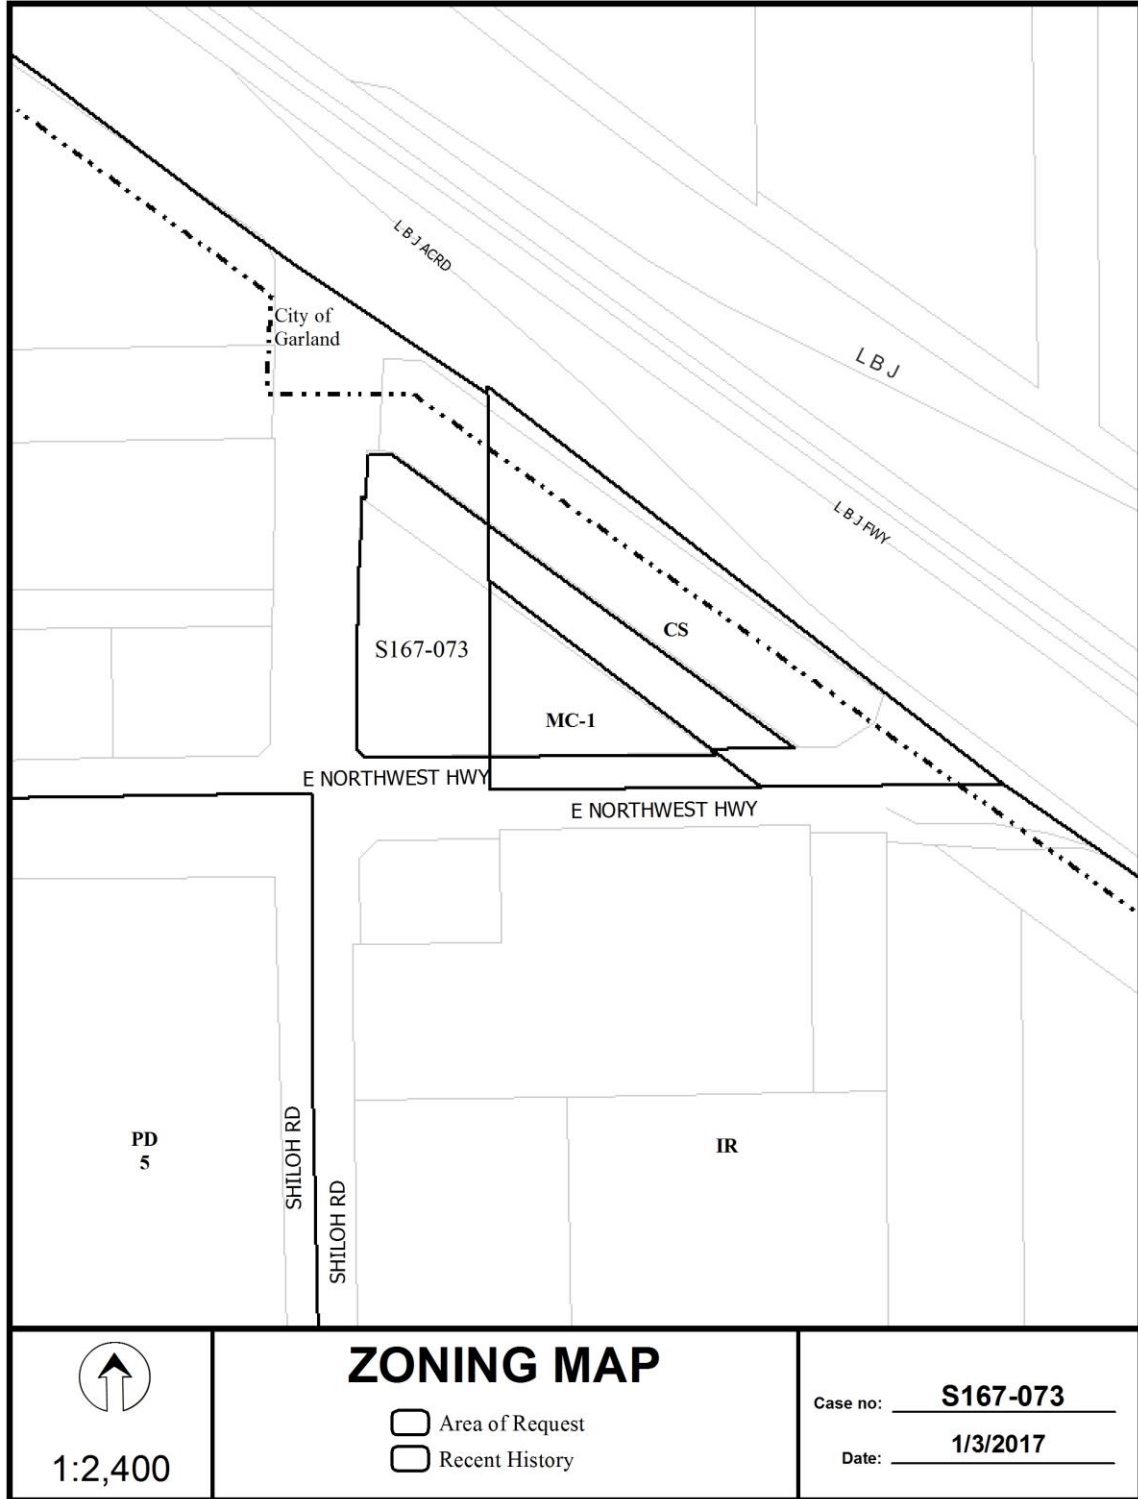 L B J ACRD
L B J
City of
Garland
L B J FWY
CS
S167-073
MC-1
E NORTHWEST HWY
E NORTHWEST HWY
PD
5
SHILOH RD
SHILOH RD
IR
ZONING MAP
Area of Request
Recent History
1:2,400
Case no: S167-073
Date: 1/3/2017